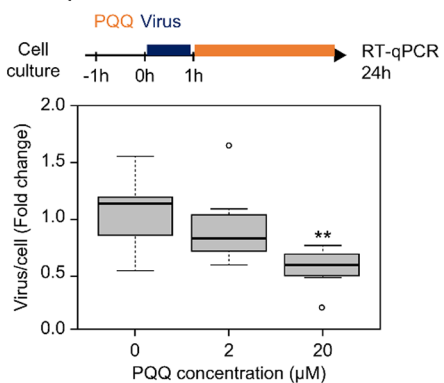 PQQ Virus
Cell culture
-1h 0h 1h
RT-qPCR
24h
Virus/cell (Fold change)
2.0
1.5
1.0
0.5
0.0
**
0 2 20
PQQ concentration (μM)